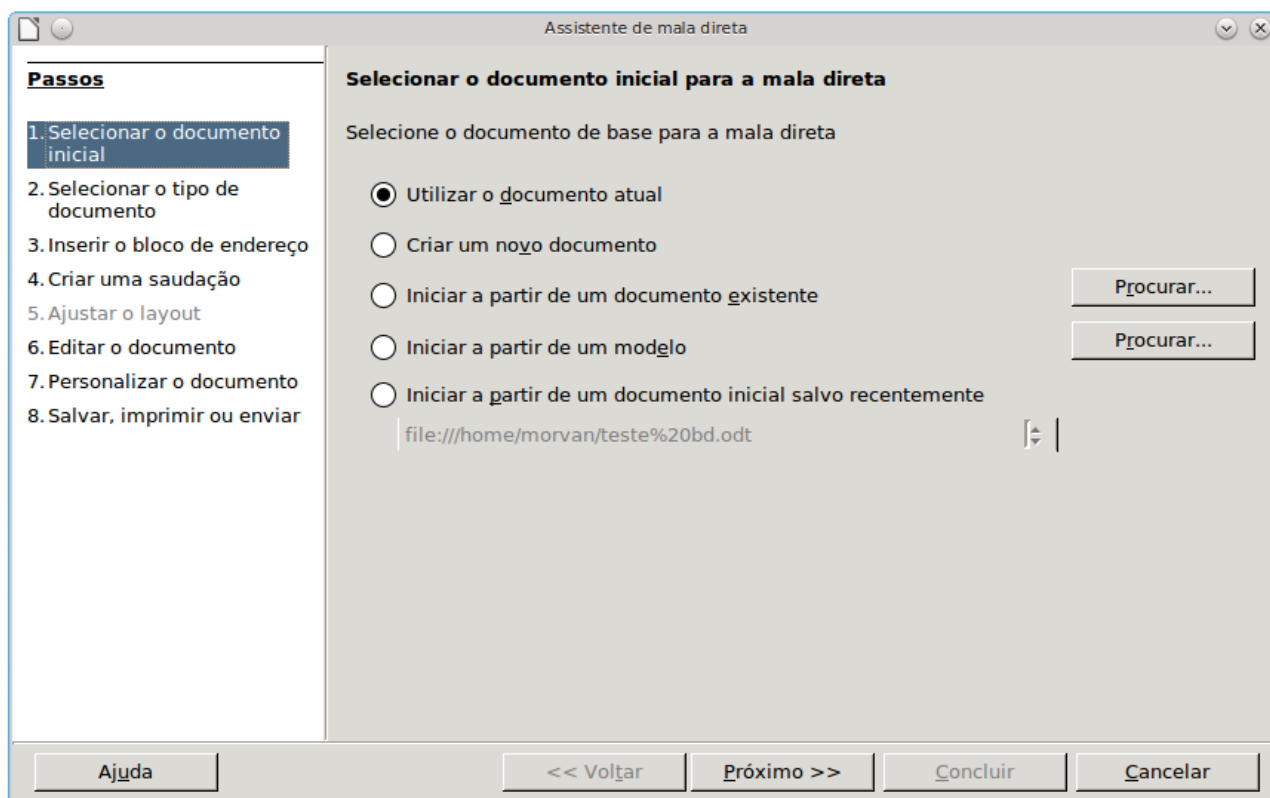 Assistente de mala direta
Passos
1. Selecionar o documento
inicial
2. Selecionar o tipo de
documento
3. Inserir o bloco de endereço
4. Criar uma saudação
5. Ajustar o layout
6. Editar o documento
7. Personalizar o documento
8. Salvar, imprimir ou enviar
Selecionar o documento inicial para a mala direta
Selecione o documento de base para a mala direta
Utilizar o documento atual
Criar um novo documento
Iniciar a partir de um documento existente
Procurar...
Iniciar a partir de um modelo
Procurar...
Iniciar a partir de um documento inicial salvo recentemente
file:///home/morvan/teste%20bd.odt
Ajuda
<< Voltar
Próximo >>
Concluir
Cancelar